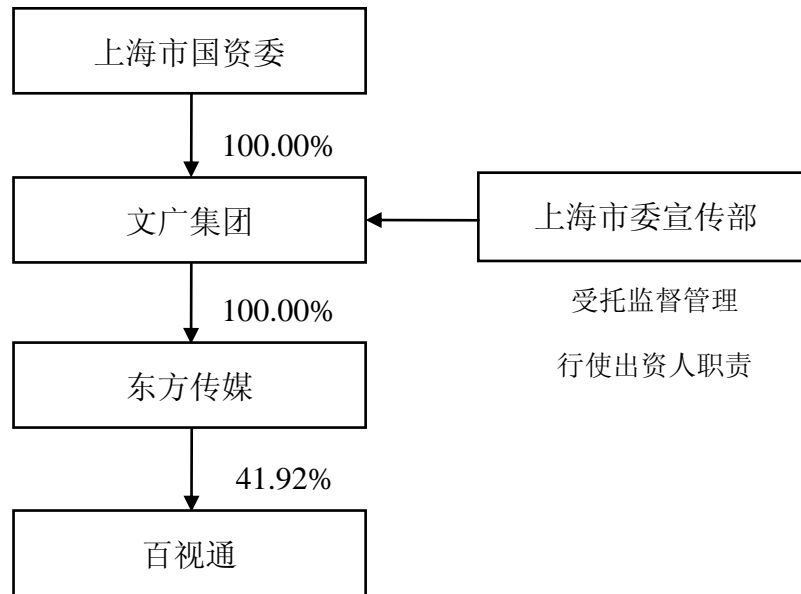 上海市国资委
100.00%
文广集团
上海市委宣传部
受托监督管理
行使出资人职责
100.00%
东方传媒
41.92%
百视通